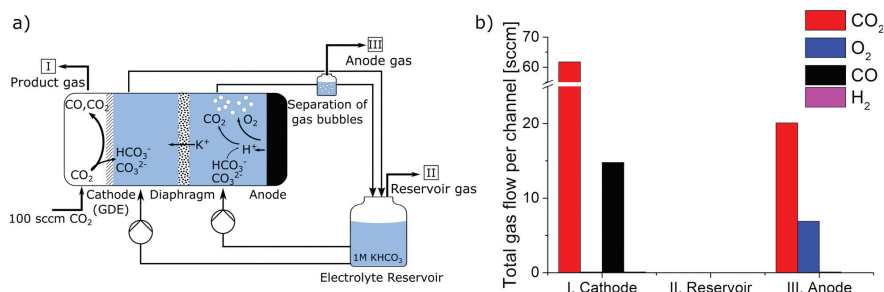 a)
I
Product gas
III
Anode gas
Separation of
gas bubbles
CO,CO₂
CO₂
HCO₃⁻
CO₃²⁻
K⁺
CO₂
O₂
H⁺
HCO₃⁻
CO₃²⁻
Cathode
(GDE)
Diaphragm
Anode
100 sccm CO₂
II
Reservoir gas
1M KHCO₃
Electrolyte Reservoir
b)
Total gas flow per channel [sccm]
70
60
15
10
5
0
I. Cathode
II. Reservoir
III. Anode
CO₂
O₂
CO
H₂